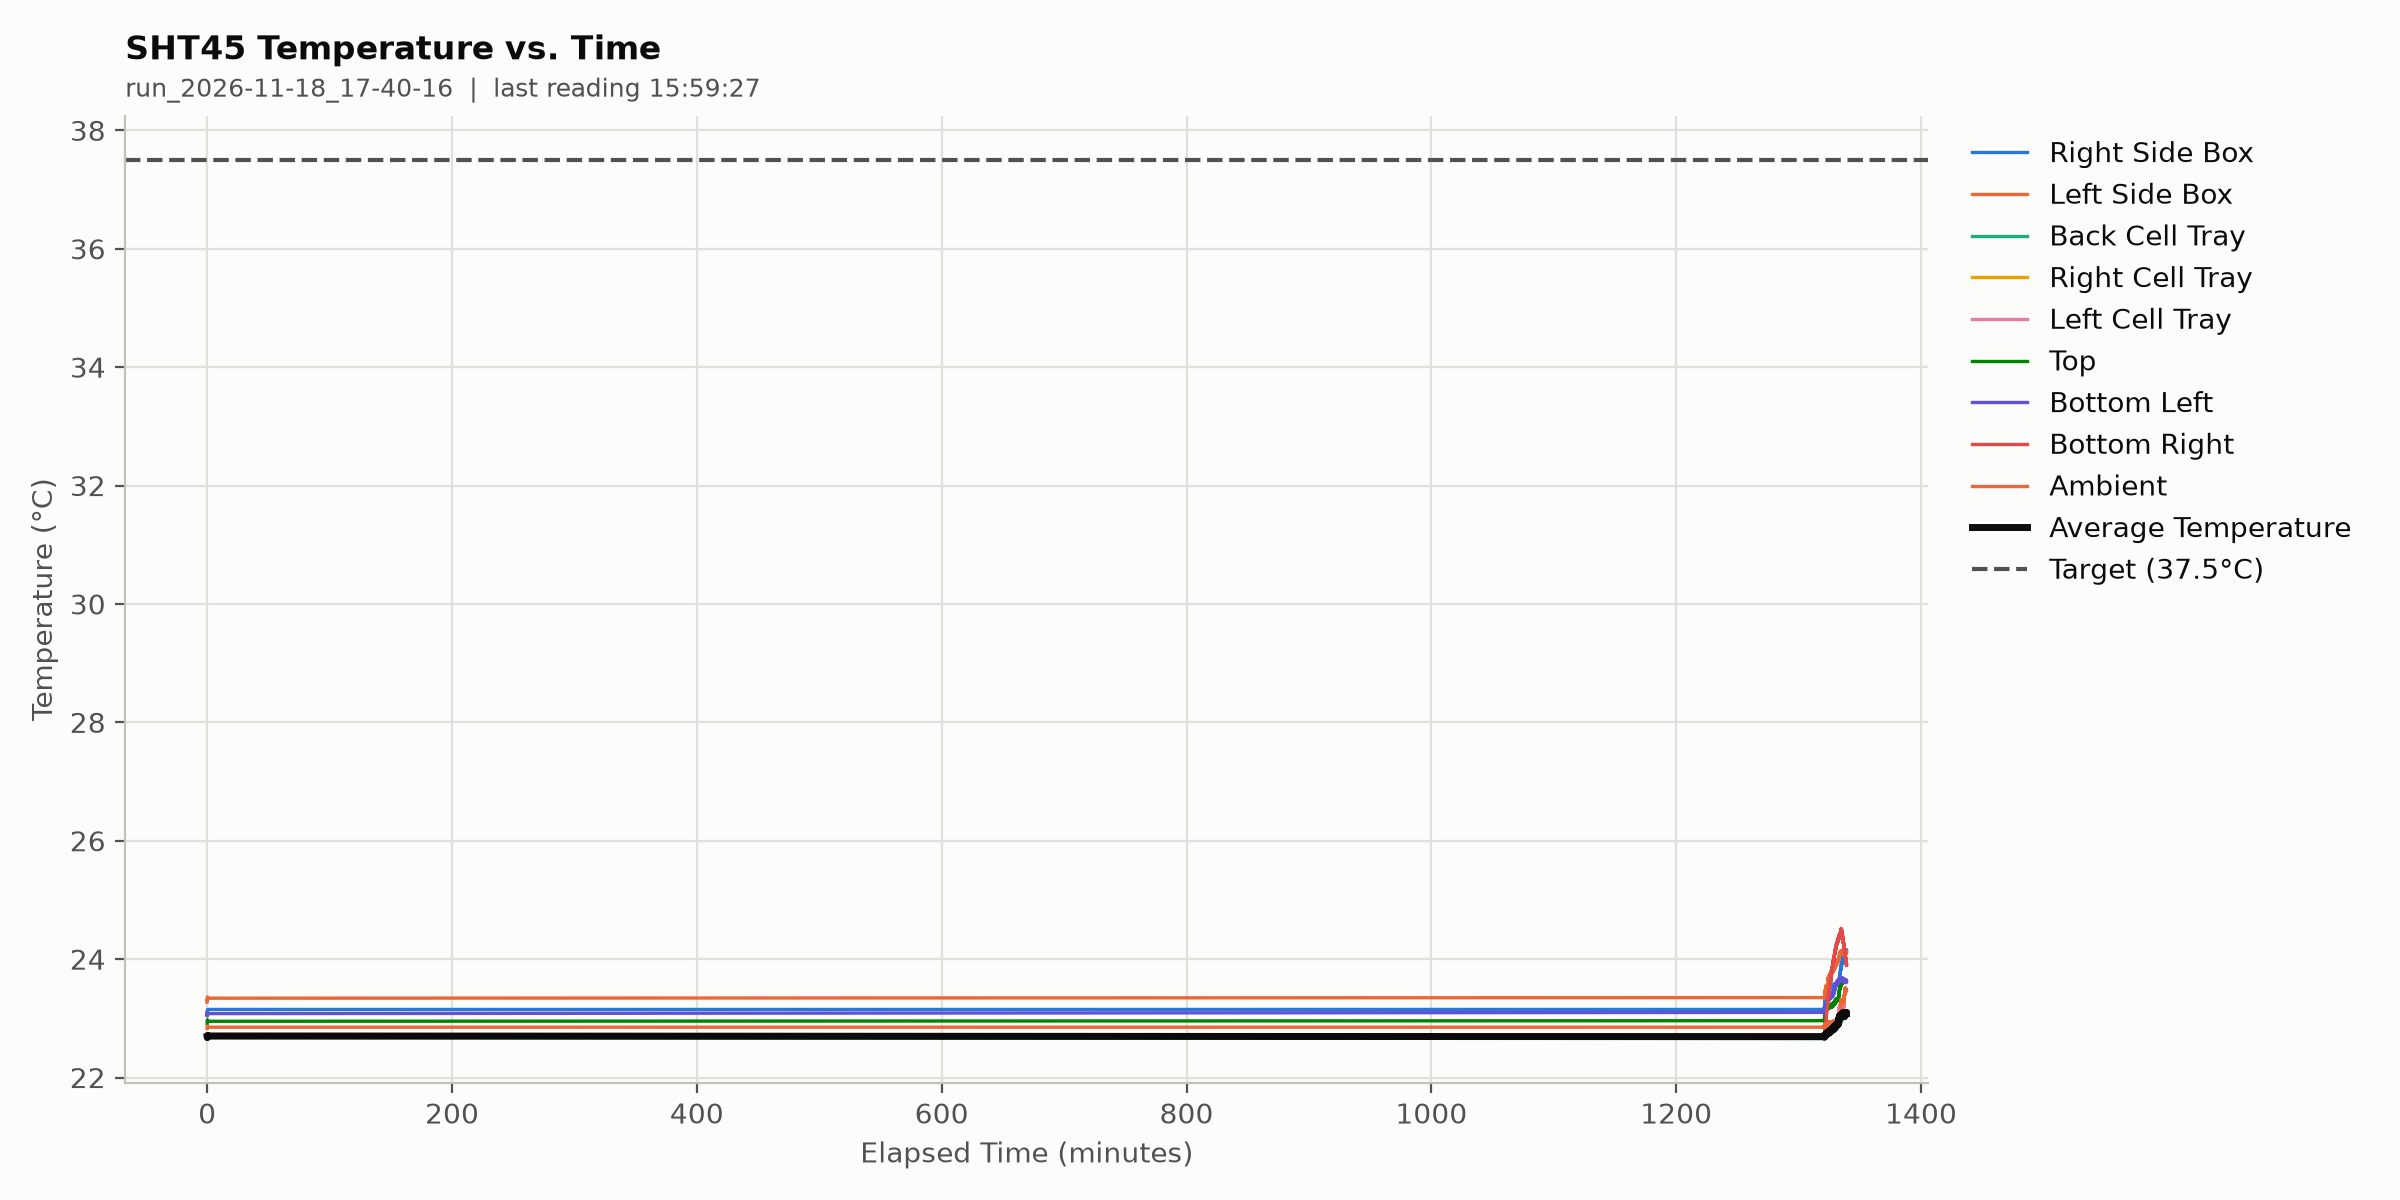 SHT45 Temperature vs. Time
run_2026-11-18_17-40-16 | last reading 15:59:27
38
36
34
32
30
28
26
24
22
Temperature (°C)
0 200 400 600 800 1000 1200 1400
Elapsed Time (minutes)
Right Side Box
Left Side Box
Back Cell Tray
Right Cell Tray
Left Cell Tray
Top
Bottom Left
Bottom Right
Ambient
Average Temperature
Target (37.5°C)